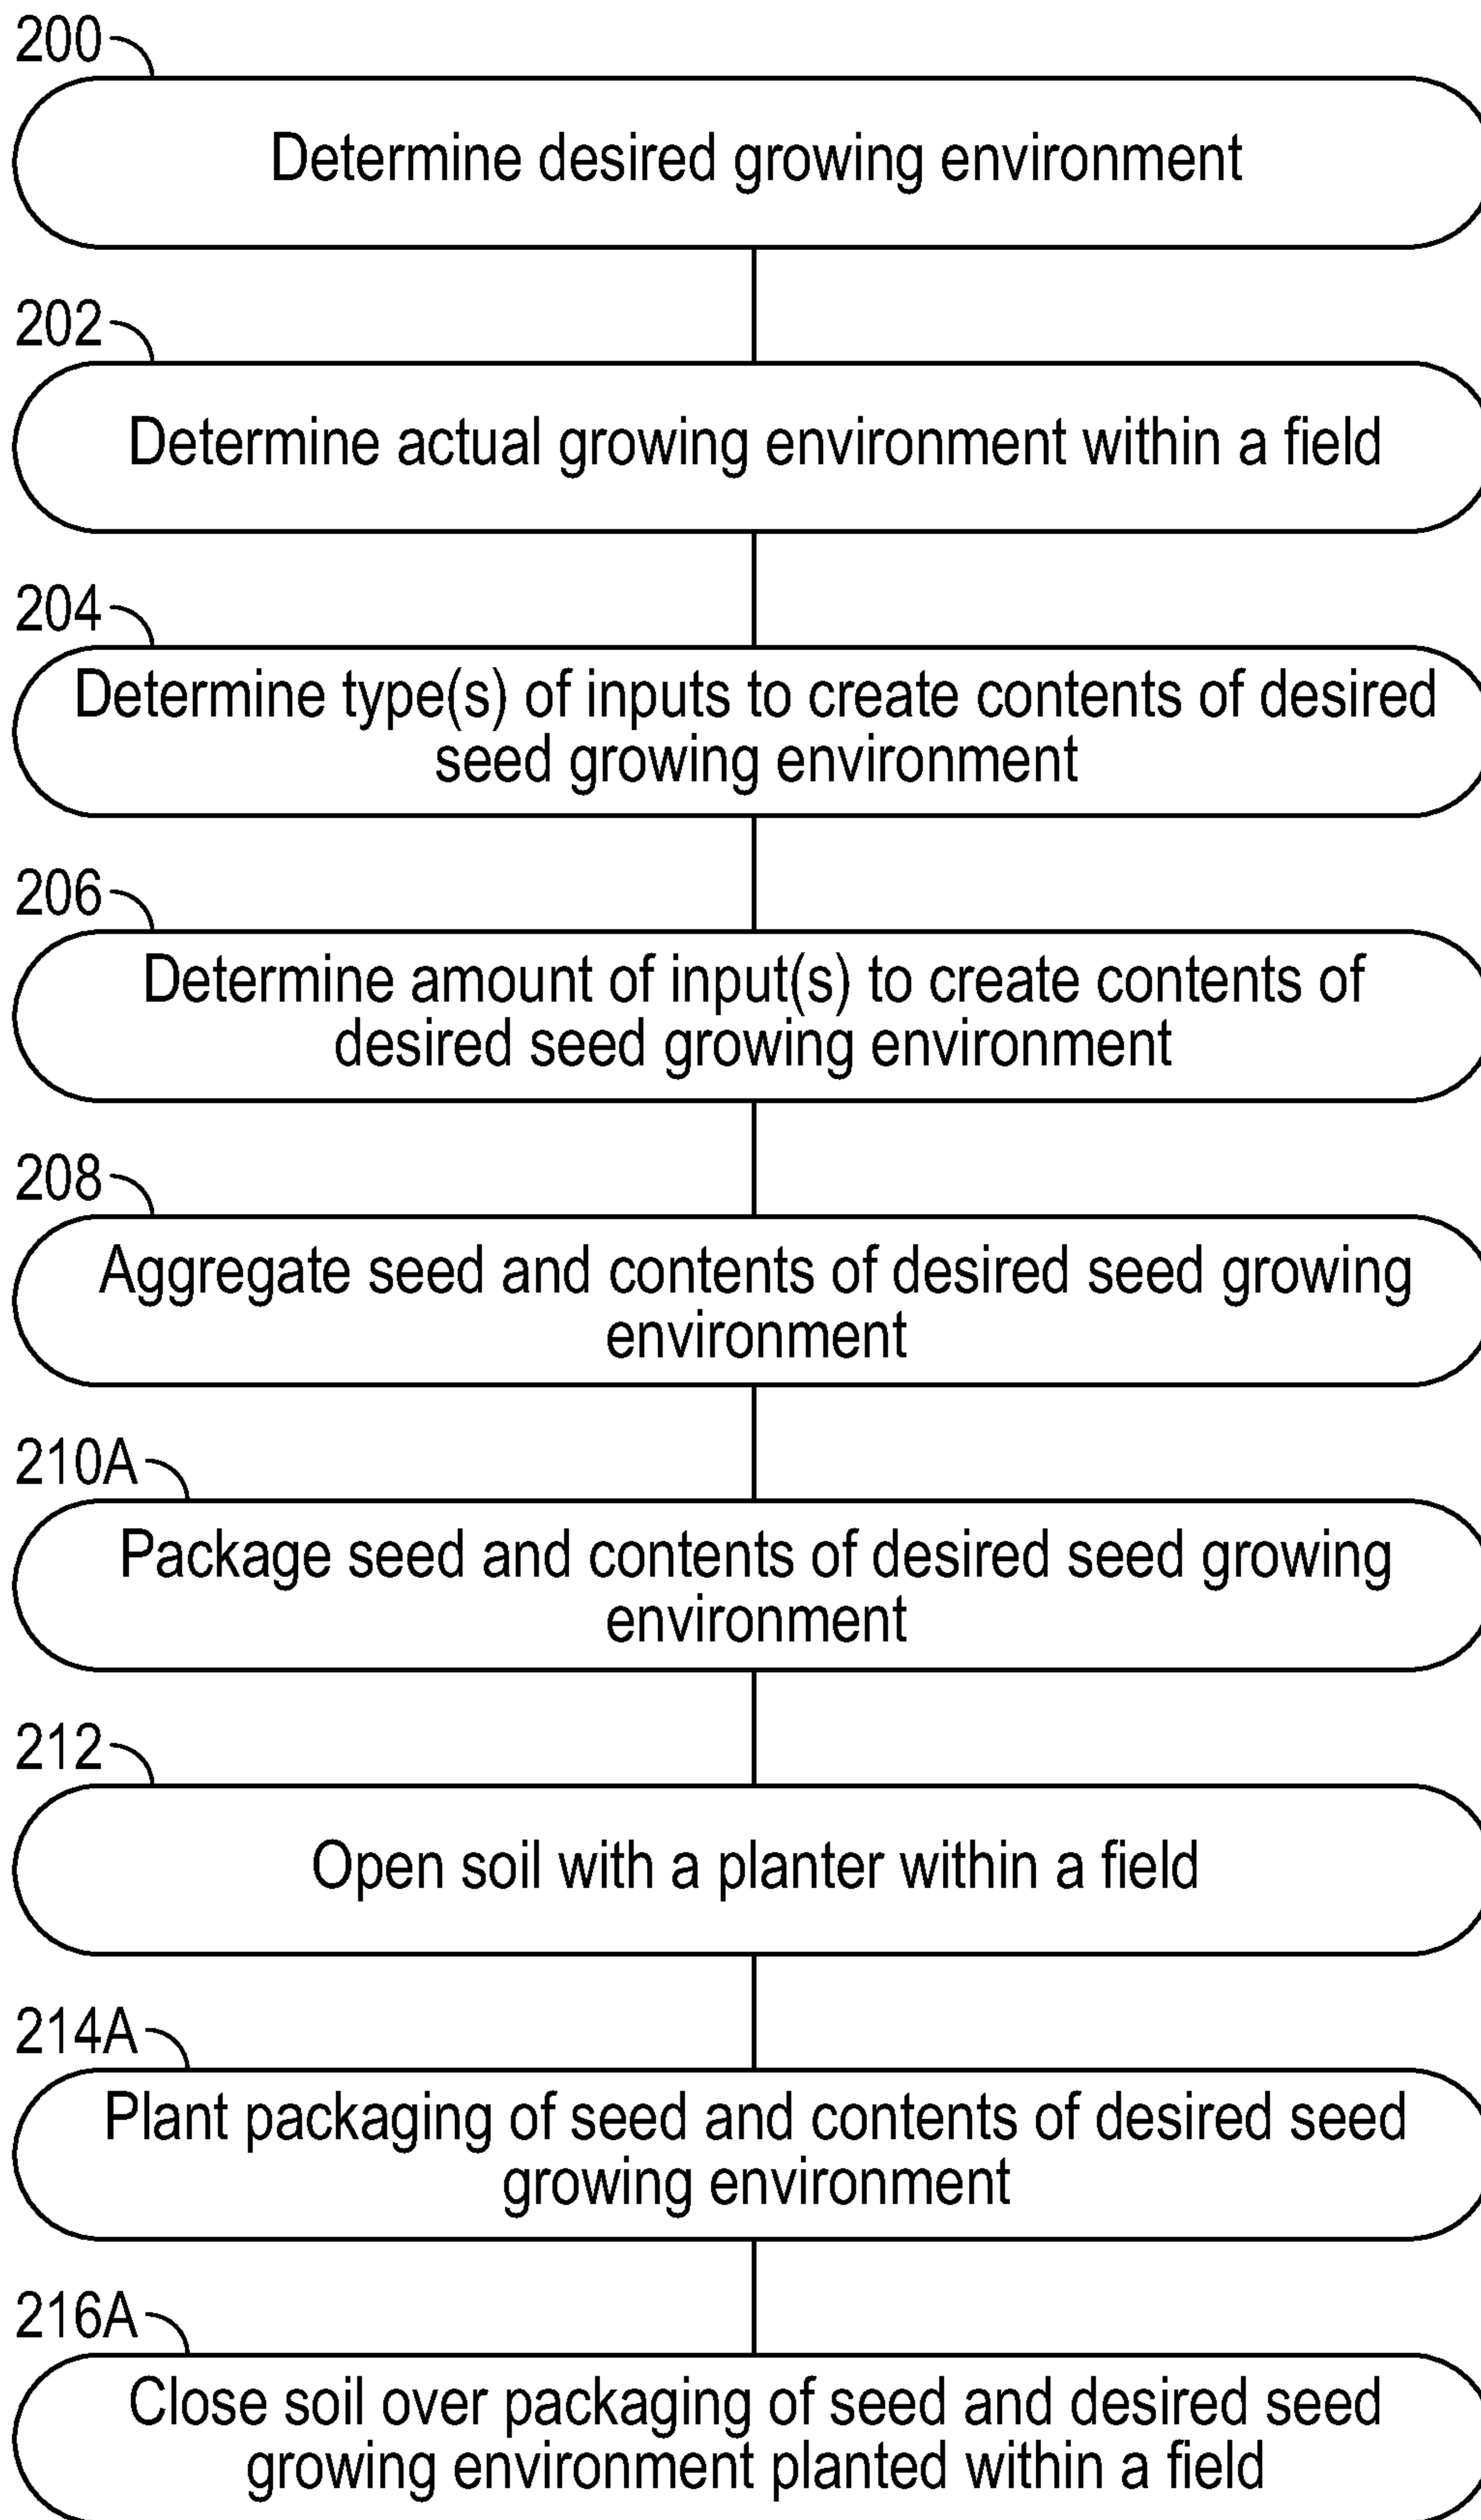 200
Determine desired growing environment
202
Determine actual growing environment within a field
204
Determine type(s) of inputs to create contents of desired
seed growing environment
206
Determine amount of input(s) to create contents of
desired seed growing environment
208
Aggregate seed and contents of desired seed growing
environment
210A
Package seed and contents of desired seed growing
environment
212
Open soil with a planter within a field
214A
Plant packaging of seed and contents of desired seed
growing environment
216A
Close soil over packaging of seed and desired seed
growing environment planted within a field